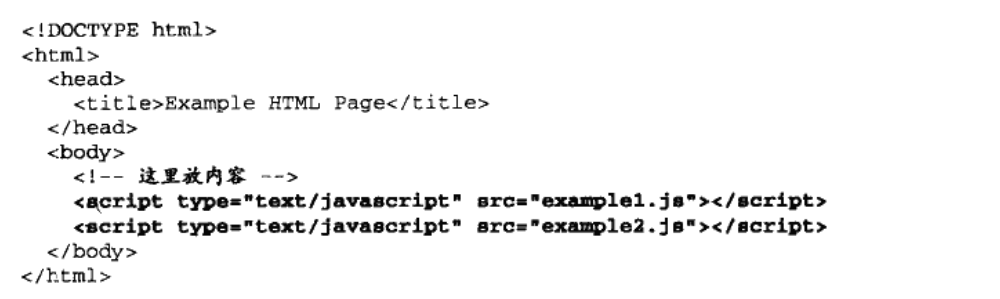 <!DOCTYPE html>
<html>
  <head>
    <title>Example HTML Page</title>
  </head>
  <body>
    <!-- 这里放内容 -->
    <script type="text/javascript" src="example1.js"></script>
    <script type="text/javascript" src="example2.js"></script>
  </body>
</html>